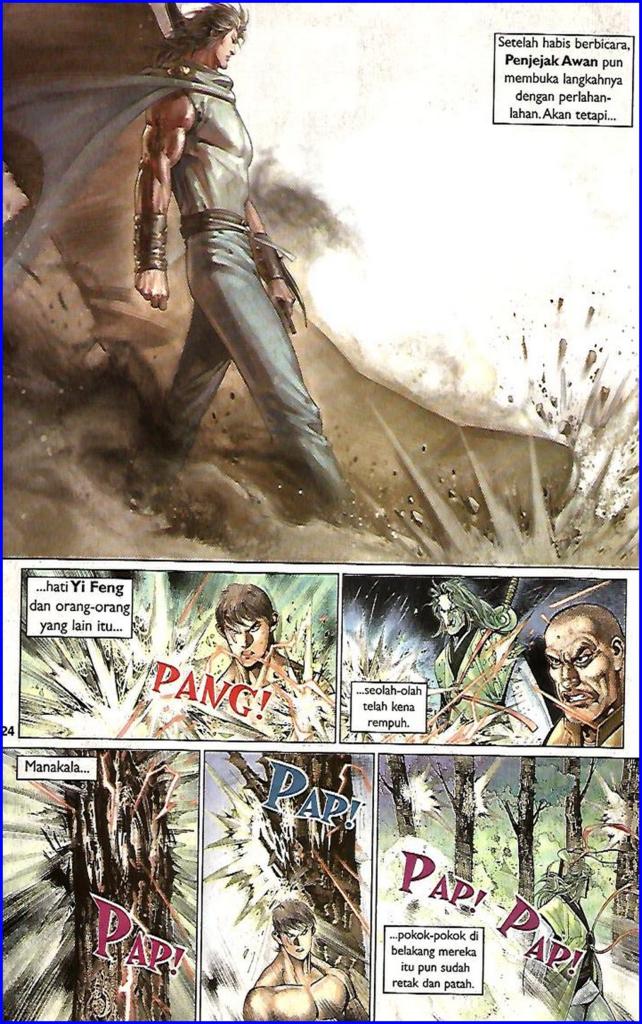 Setelah habis berbicara,
Penjejak Awan pun
membuka langkahnya
dengan perlahan-
lahan. Akan tetapi...
...hati Yi Feng
dan orang-orang
yang lain itu...
PANG!
...seolah-olah
telah kena
rempuh.
24
Manakala...
PAP!
PAP!
PAP! PAP!
...pokok-pokok di
belakang mereka
itu pun sudah
retak dan patah.